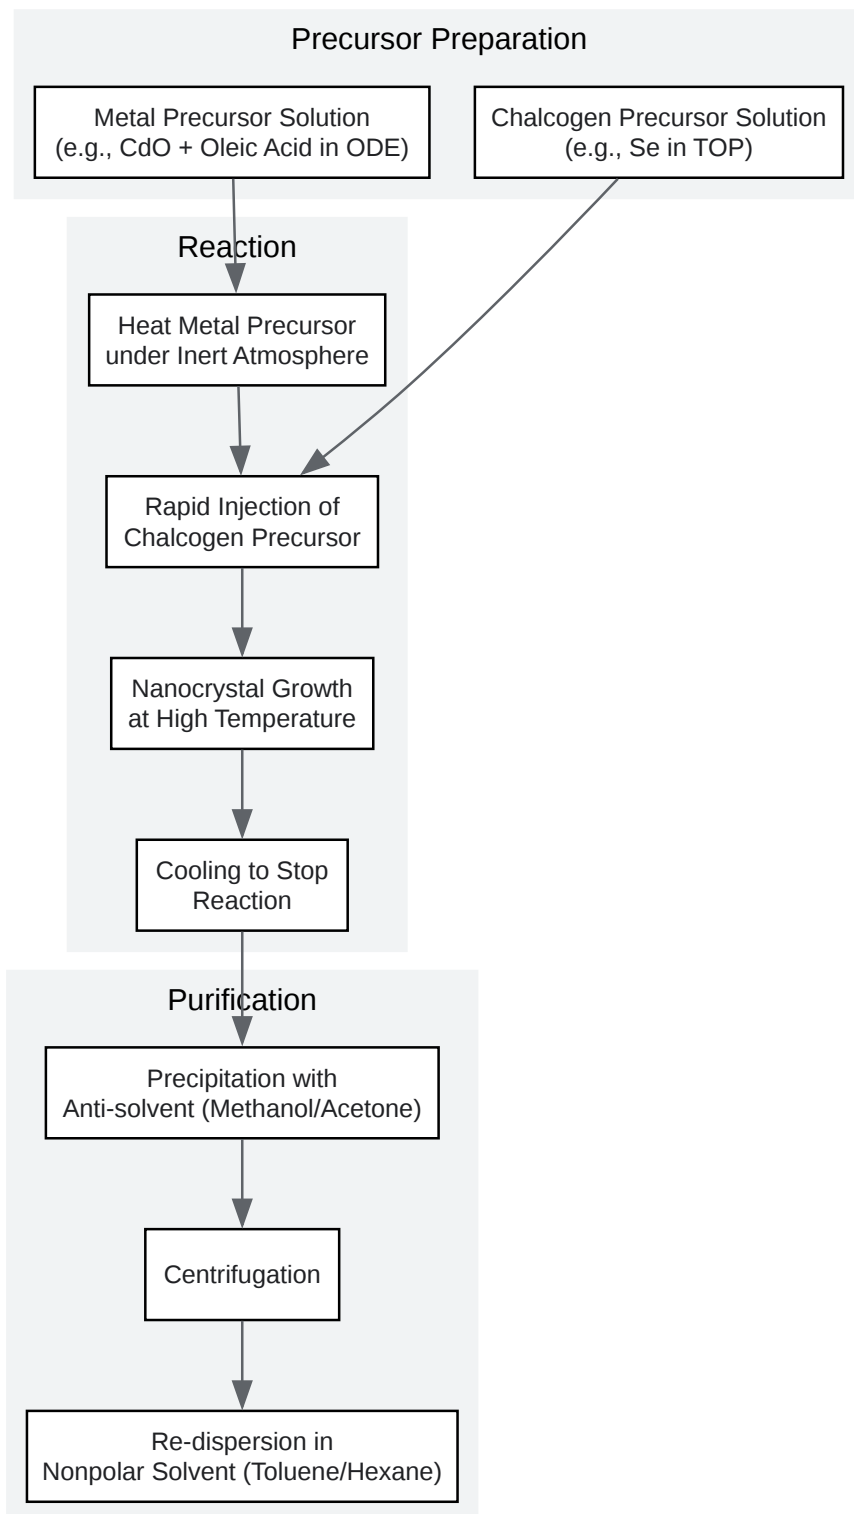 Precursor Preparation
Metal Precursor Solution
(e.g., CdO + Oleic Acid in ODE)
Chalcogen Precursor Solution
(e.g., Se in TOP)
Reaction
Heat Metal Precursor
under Inert Atmosphere
Rapid Injection of
Chalcogen Precursor
Nanocrystal Growth
at High Temperature
Cooling to Stop
Reaction
Purification
Precipitation with
Anti-solvent (Methanol/Acetone)
Centrifugation
Re-dispersion in
Nonpolar Solvent (Toluene/Hexane)